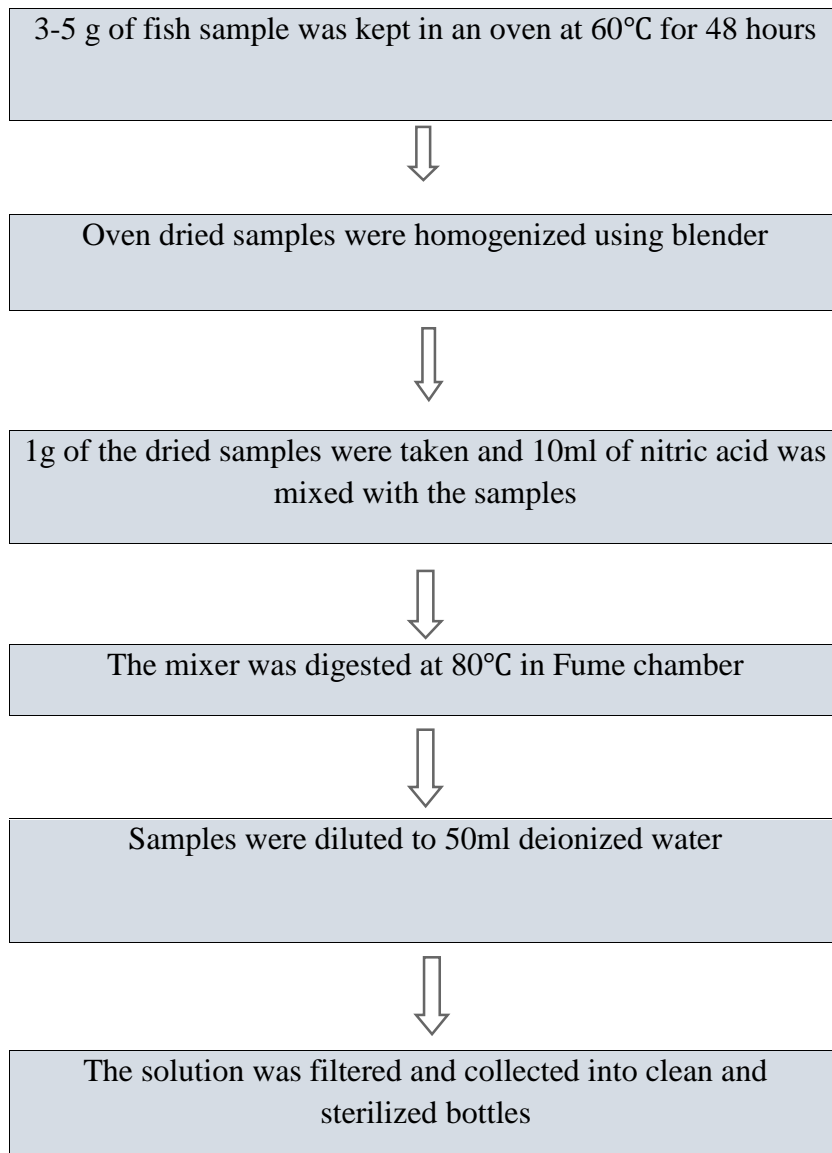 3-5 g of fish sample was kept in an oven at 60℃ for 48 hours
Oven dried samples were homogenized using blender
1g of the dried samples were taken and 10ml of nitric acid was
mixed with the samples
The mixer was digested at 80℃ in Fume chamber
Samples were diluted to 50ml deionized water
The solution was filtered and collected into clean and
sterilized bottles